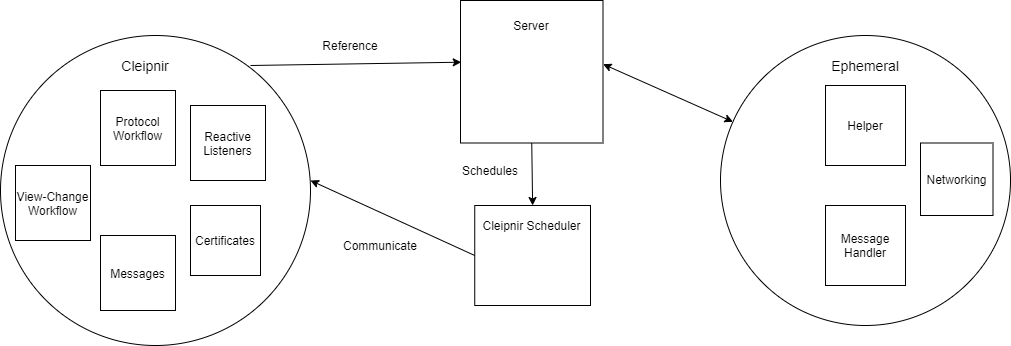 Server
Reference
Cleipnir
Ephemeral
Protocol
Workflow
Reactive
Listeners
Helper
View-Change
Workflow
Schedules
Networking
Certificates
Cleipnir Scheduler
Communicate
Messages
Message
Handler